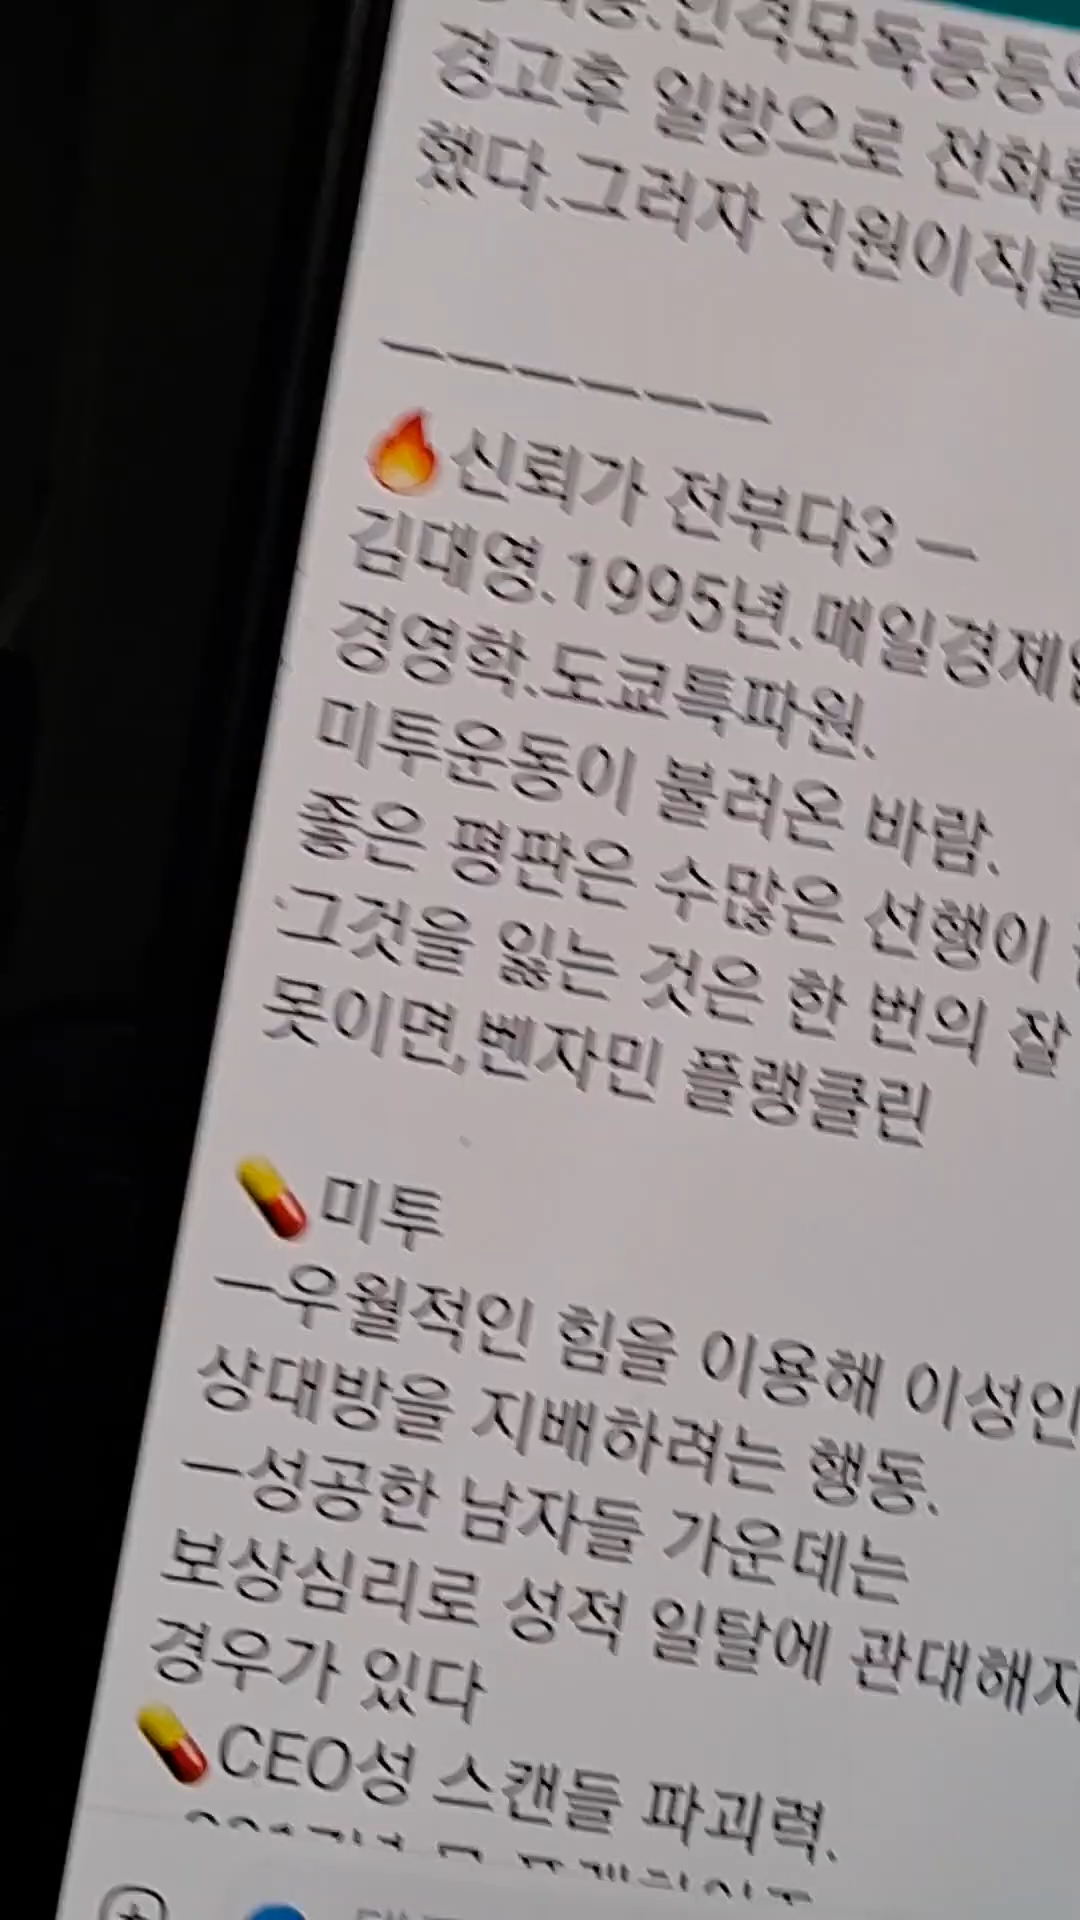 경고후 일방으로 전화를
했다.그러자 직원이직률
——————
🔥신뢰가 전부다3 —
김대영.1995년.매일경제
경영학.도쿄특파원.
미투운동이 불러온 바람.
좋은 평판은 수많은 선행이
그것을 잃는 것은 한 번의 잘
못이면,벤자민 플랭클린
💊미투
—우월적인 힘을 이용해 이성인
상대방을 지배하려는 행동.
—성공한 남자들 가운데는
보상심리로 성적 일탈에 관대해지
경우가 있다
💊CEO성 스캔들 파괴력.